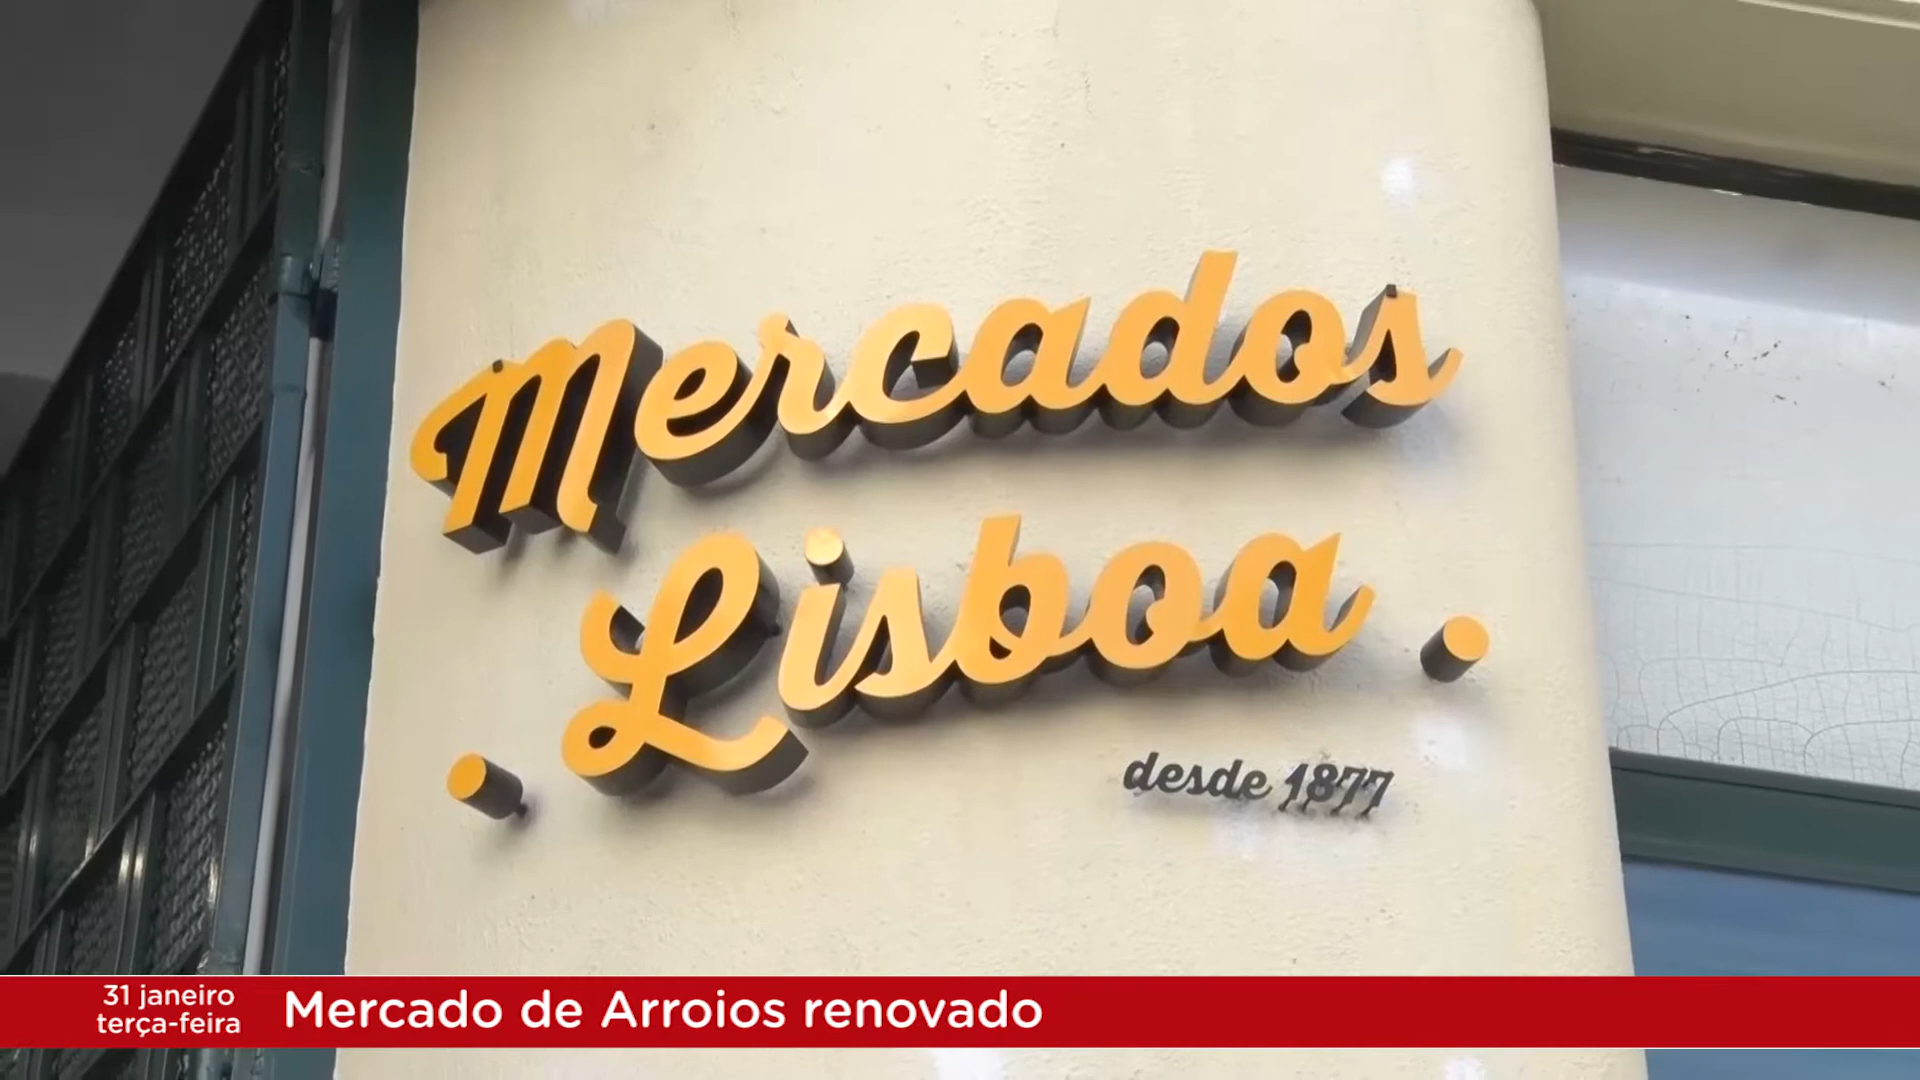 Mercados
Lisboa
desde 1877
31 janeiro
terça-feira
Mercado de Arroios renovado